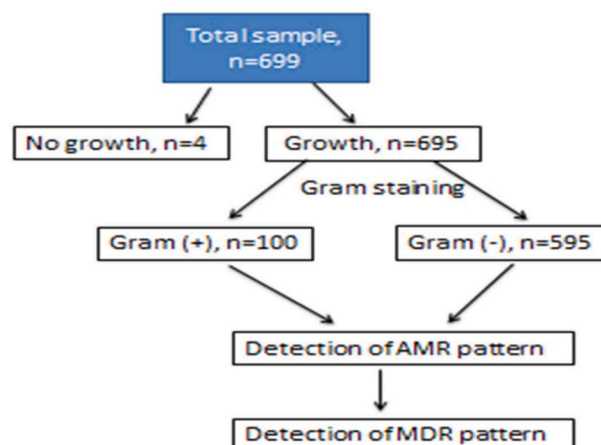 Total sample,
n=699
No growth, n=4
Growth, n=695
Gram staining
Gram (+), n=100
Gram (-), n=595
Detection of AMR pattern
Detection of MDR pattern